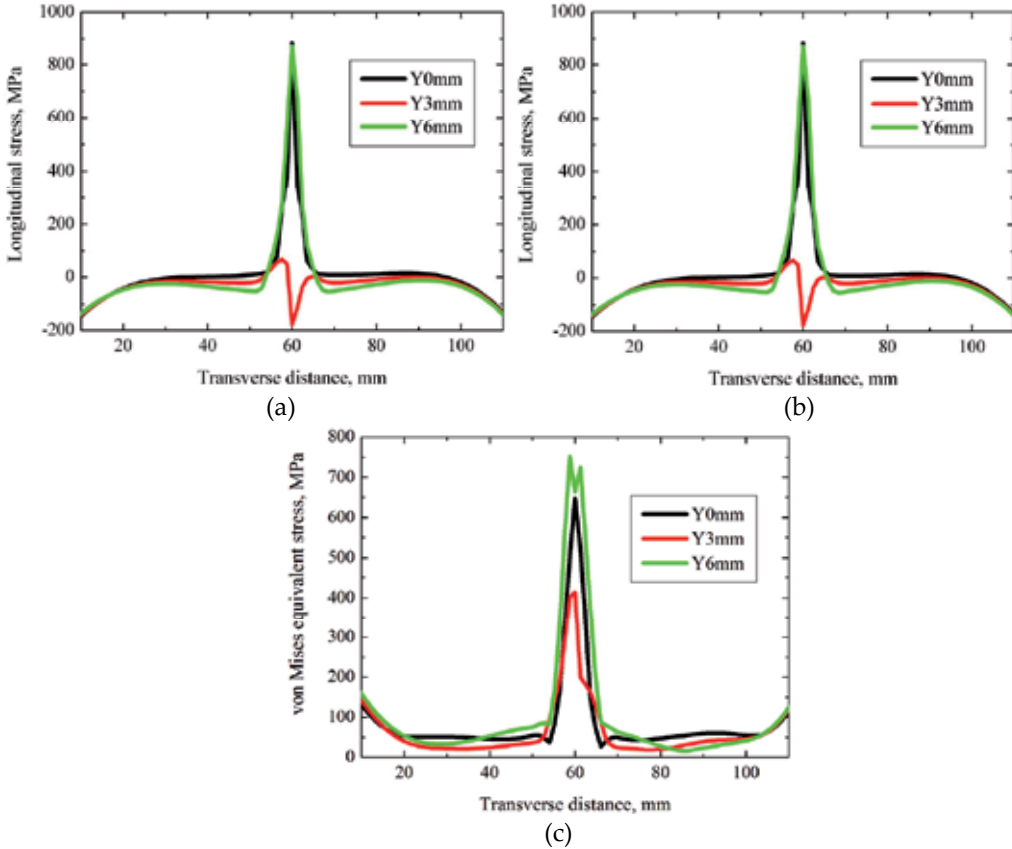 Longitudinal stress, MPa
1000
800
600
400
200
0
-200
Y0mm
Y3mm
Y6mm
20 40 60 80 100
Transverse distance, mm
(a)
Longitudinal stress, MPa
1000
800
600
400
200
0
-200
Y0mm
Y3mm
Y6mm
20 40 60 80 100
Transverse distance, mm
(b)
von Mises equivalent stress, MPa
800
700
600
500
400
300
200
100
0
Y0mm
Y3mm
Y6mm
20 40 60 80 100
Transverse distance, mm
(c)